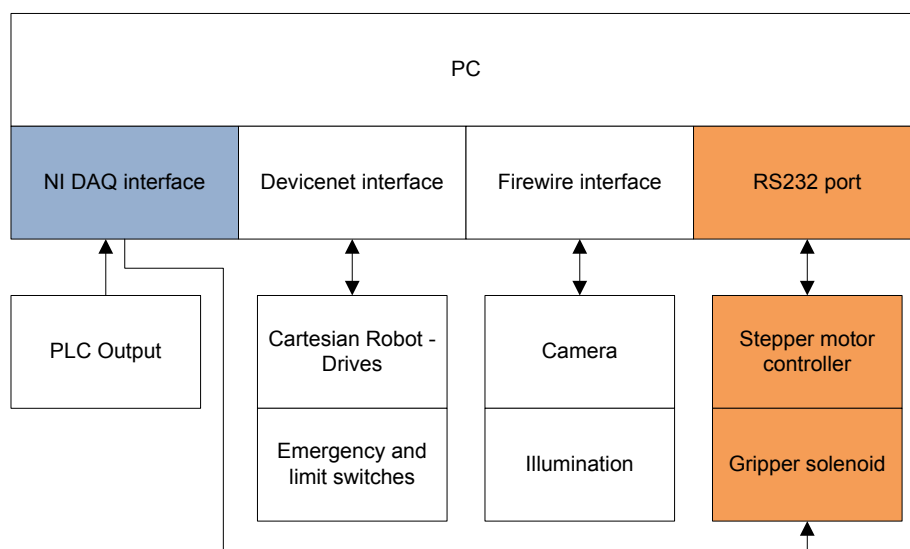 PC
NI DAQ interface
Devicenet interface
Firewire interface
RS232 port
PLC Output
Cartesian Robot -
Drives
Camera
Stepper motor
controller
Emergency and
limit switches
Illumination
Gripper solenoid